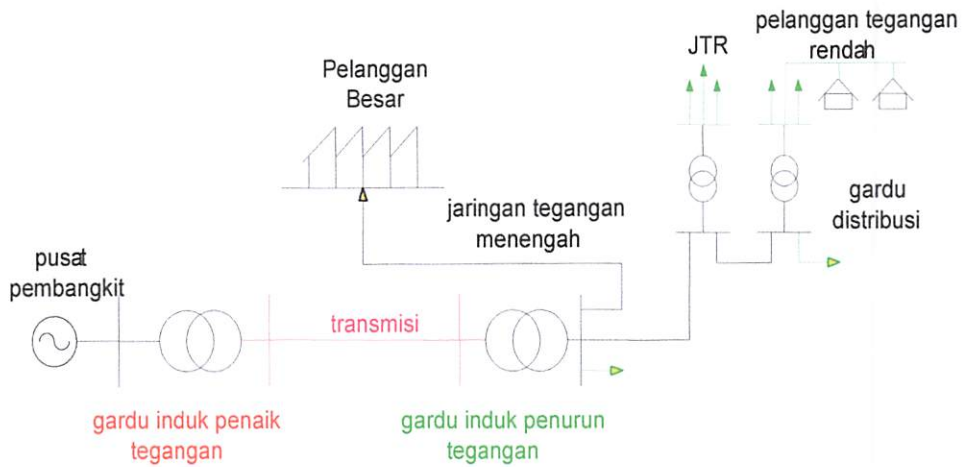 pelanggan tegangan
rendah
JTR
Pelanggan
Besar
jaringan tegangan
menengah
gardu
distribusi
pusat
pembangkit
transmisi
gardu induk penaik
tegangan
gardu induk penurun
tegangan